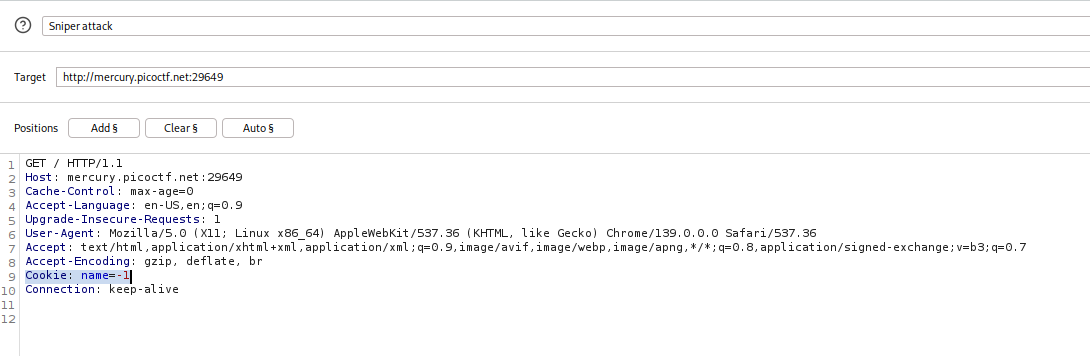 Sniper attack
Target http://mercury.picoctf.net:29649
Positions Add § Clear § Auto §
1 GET / HTTP/1.1
2 Host: mercury.picoctf.net:29649
3 Cache-Control: max-age=0
4 Accept-Language: en-US,en;q=0.9
5 Upgrade-Insecure-Requests: 1
6 User-Agent: Mozilla/5.0 (X11; Linux x86_64) AppleWebKit/537.36 (KHTML, like Gecko) Chrome/139.0.0.0 Safari/537.36
7 Accept: text/html,application/xhtml+xml,application/xml;q=0.9,image/avif,image/webp,image/apng,*/*;q=0.8,application/signed-exchange;v=b3;q=0.7
8 Accept-Encoding: gzip, deflate, br
9 Cookie: name=-1
10 Connection: keep-alive
11
12